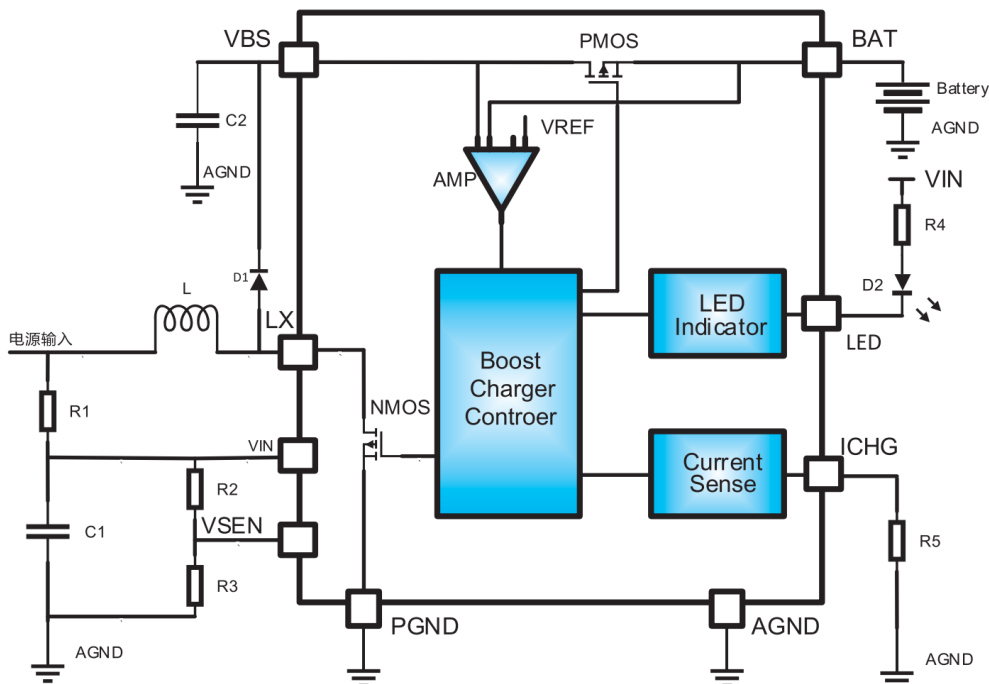 VBS
PMOS
BAT
C2
VREF
Battery
AGND
AGND
AMP
VIN
R4
D1
L
D2
LX
LED
Indicator
LED
电源输入
Boost
Charger
Controer
R1
NMOS
VIN
ICHG
Current
Sense
R2
C1
VSEN
R5
R3
PGND
AGND
AGND
AGND